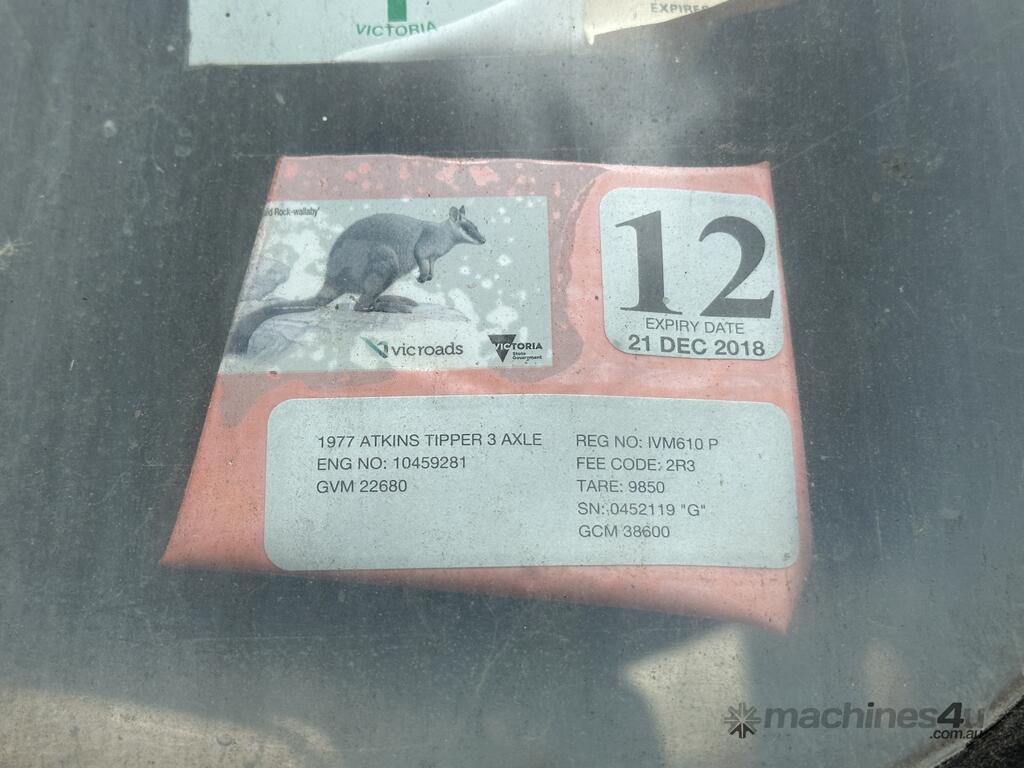 VICTORIA
EXPIRES
Rock-wallaby
12
EXPIRY DATE
21 DEC 2018
vicroads
VICTORIA
State
Government
1977 ATKINS TIPPER 3 AXLE
ENG NO: 10459281
GVM 22680
REG NO: IVM610 P
FEE CODE: 2R3
TARE: 9850
SN: 0452119 "G"
GCM 38600
machines4u
.com.au